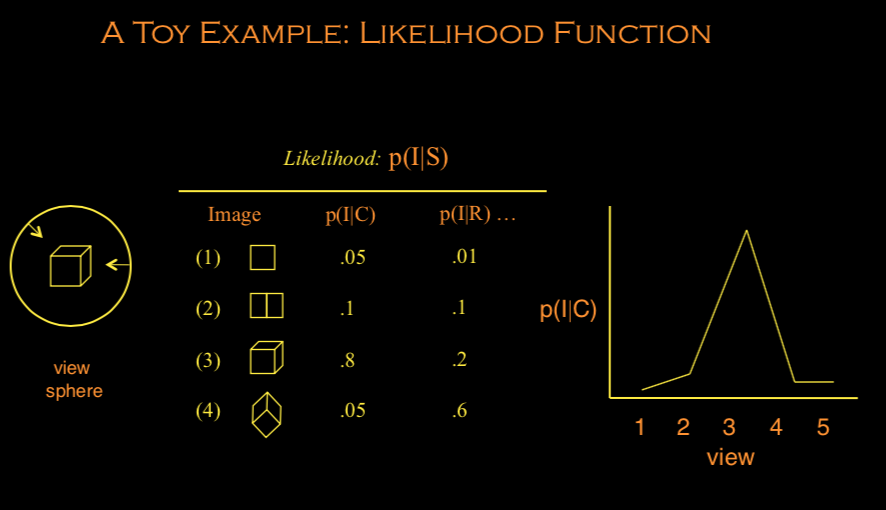 A TOY EXAMPLE: LIKELIHOOD FUNCTION
Likelihood: p(I|S)
Image p(I|C) p(I|R) ...
(1) .05 .01
(2) .1 .1
(3) .8 .2
(4) .05 .6
view
sphere
p(I|C)
1 2 3 4 5
view